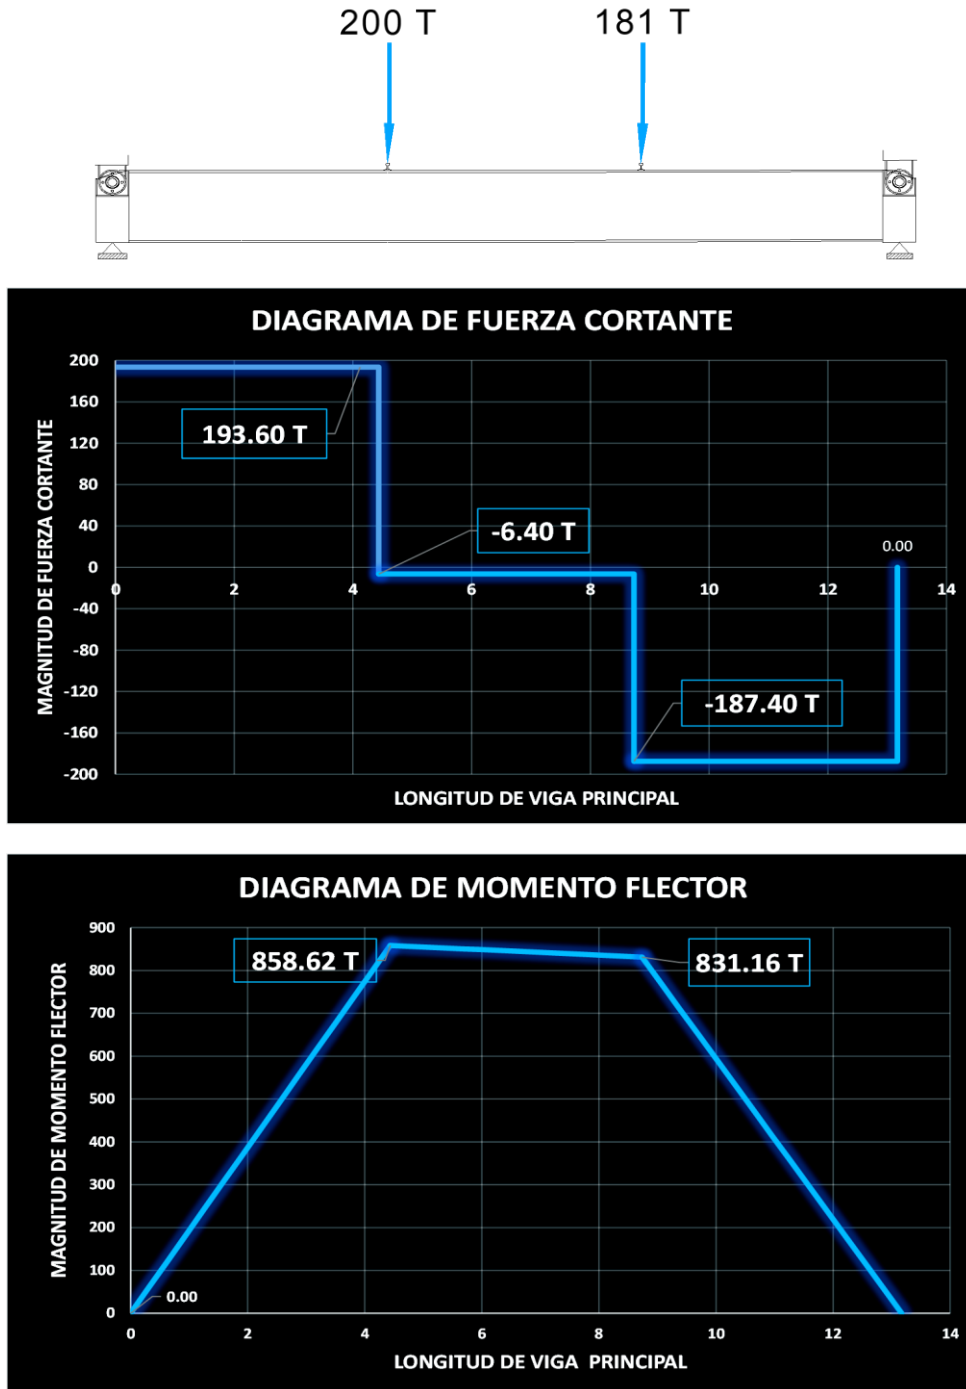 200 T 181 T
DIAGRAMA DE FUERZA CORTANTE
MAGNITUD DE FUERZA CORTANTE
200
160
120
80
40
0
-40
-80
-120
-160
-200
193.60 T
-6.40 T
0.00
-187.40 T
0 2 4 6 8 10 12 14
LONGITUD DE VIGA PRINCIPAL
DIAGRAMA DE MOMENTO FLECTOR
MAGNITUD DE MOMENTO FLECTOR
900
800
700
600
500
400
300
200
100
0
858.62 T
831.16 T
0.00
0 2 4 6 8 10 12 14
LONGITUD DE VIGA PRINCIPAL